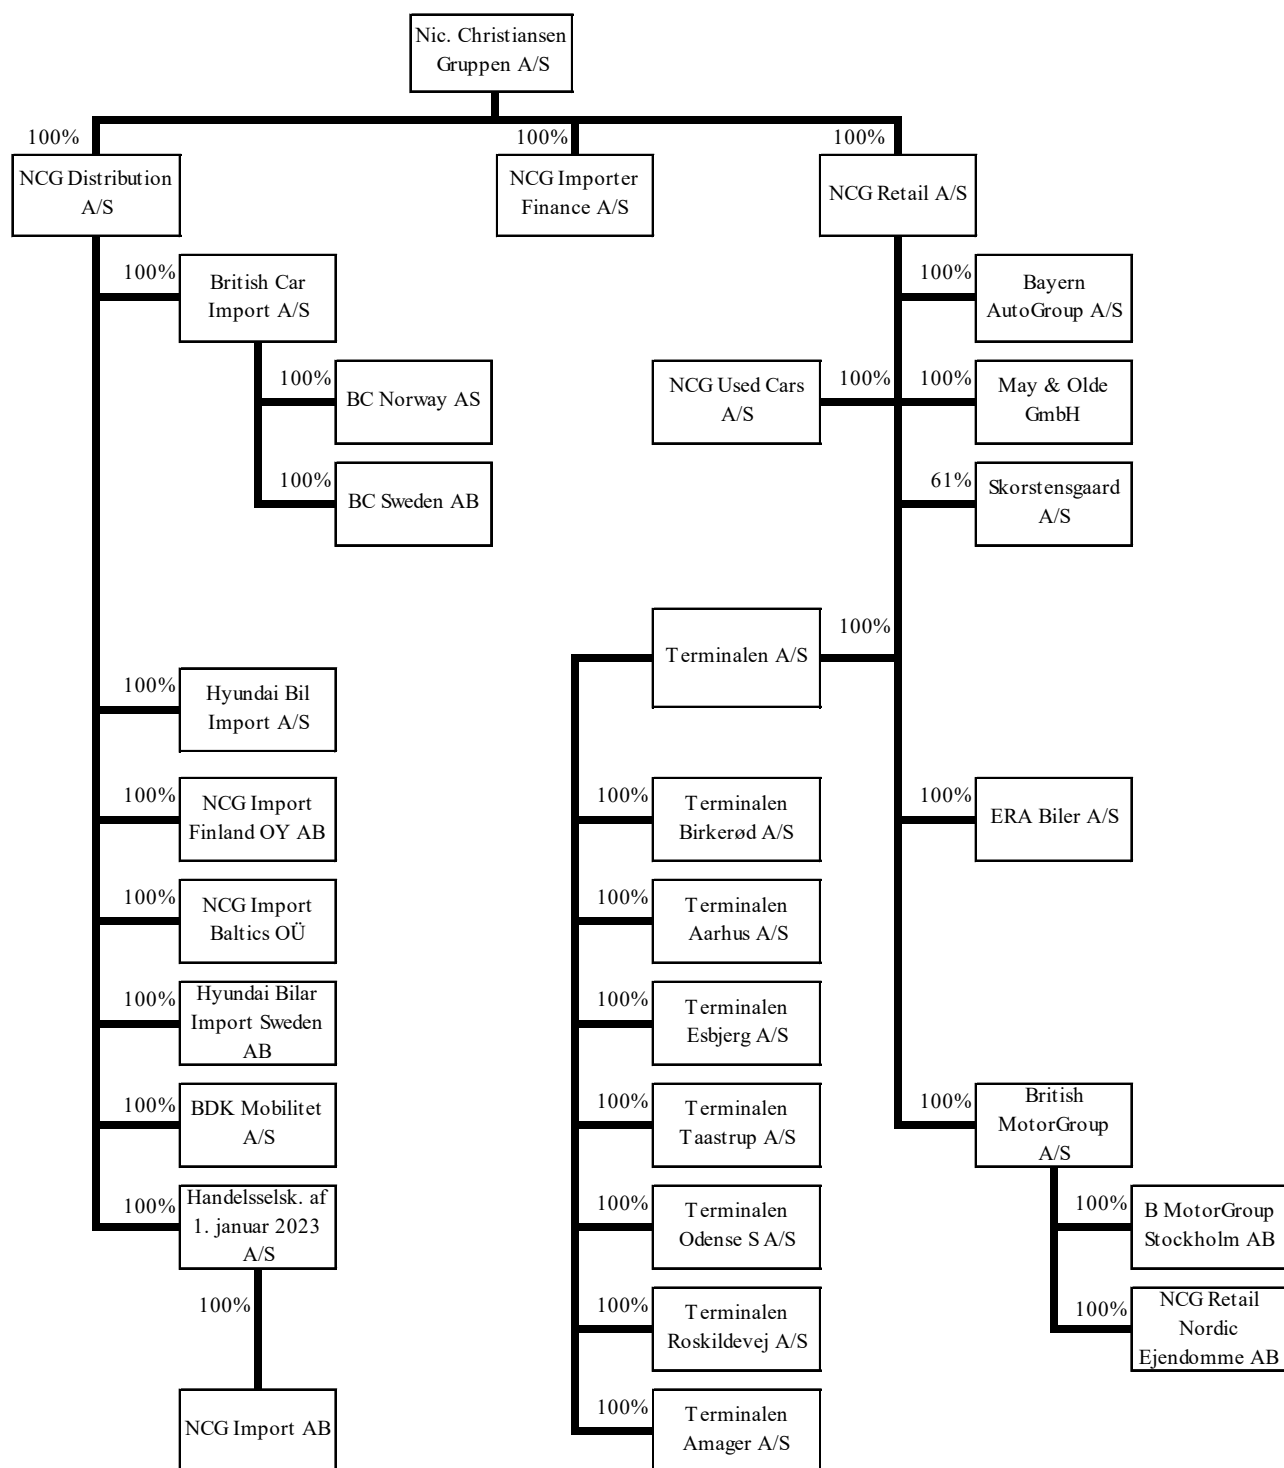 Nic. Christiansen
Gruppen A/S
100%
100%
100%
NCG Distribution
A/S
NCG Importer
Finance A/S
NCG Retail A/S
100%
British Car
Import A/S
100%
Bayern
AutoGroup A/S
100%
BC Norway AS
NCG Used Cars
A/S
100%
100%
May & Olde
GmbH
100%
BC Sweden AB
61%
Skorstensgaard
A/S
Terminalen A/S
100%
100%
Hyundai Bil
Import A/S
100%
NCG Import
Finland OY AB
100%
Terminalen
Birkerød A/S
100%
ERA Biler A/S
100%
NCG Import
Baltics OÜ
100%
Terminalen
Aarhus A/S
100%
Hyundai Bilar
Import Sweden
AB
100%
Terminalen
Esbjerg A/S
100%
BDK Mobilitet
A/S
100%
Terminalen
Taastrup A/S
100%
British
MotorGroup
A/S
100%
Handelsselsk. af
1. januar 2023
A/S
100%
Terminalen
Odense S A/S
100%
B MotorGroup
Stockholm AB
100%
100%
Terminalen
Roskildevej A/S
100%
NCG Retail
Nordic
Ejendomme AB
NCG Import AB
100%
Terminalen
Amager A/S